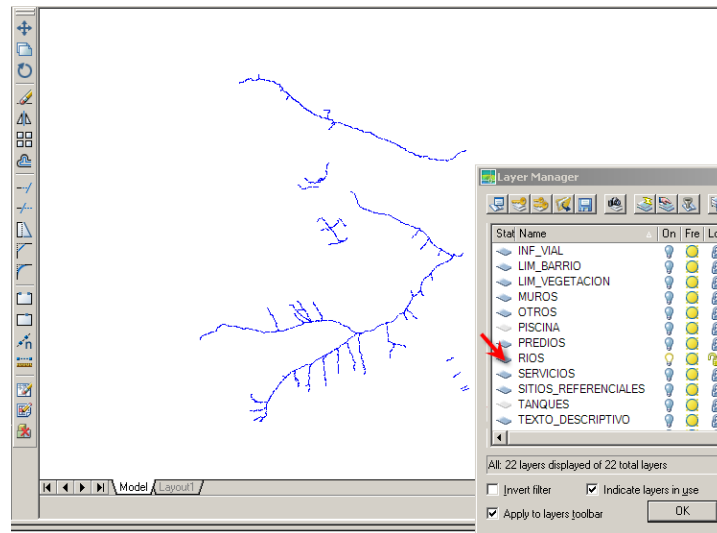 Layer Manager
Stat Name On Fre Lo
INF_VIAL
LIM_BARRIO
LIM_VEGETACION
MUROS
OTROS
PISCINA
PREDIOS
RIOS
SERVICIOS
SITIOS_REFERENCIALES
TANQUES
TEXTO_DESCRIPTIVO
All: 22 layers displayed of 22 total layers
Invert filter Indicate layers in use
Apply to layers toolbar OK
Model Layout1